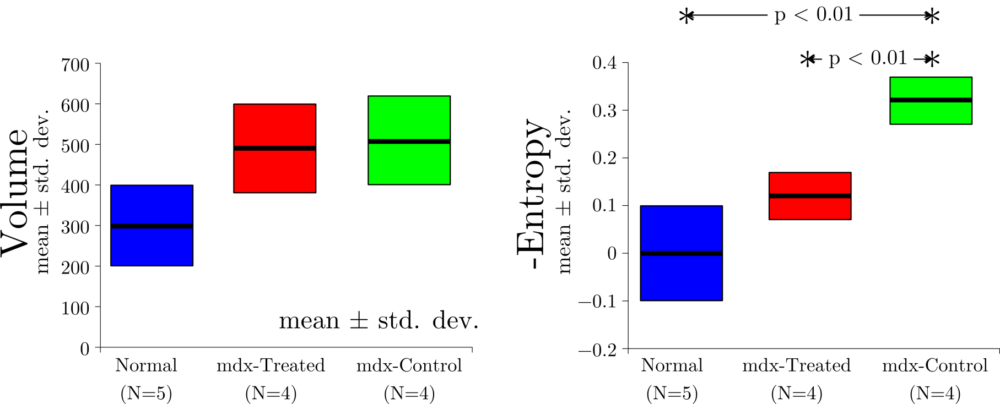 Volume
mean ± std. dev.
700
600
500
400
300
200
100
0
mean ± std. dev.
Normal mdx-Treated mdx-Control
(N=5) (N=4) (N=4)
* p < 0.01 *
* p < 0.01 *
-Entropy
mean ± std. dev.
0.4
0.3
0.2
0.1
0
−0.1
−0.2
Normal mdx-Treated mdx-Control
(N=5) (N=4) (N=4)